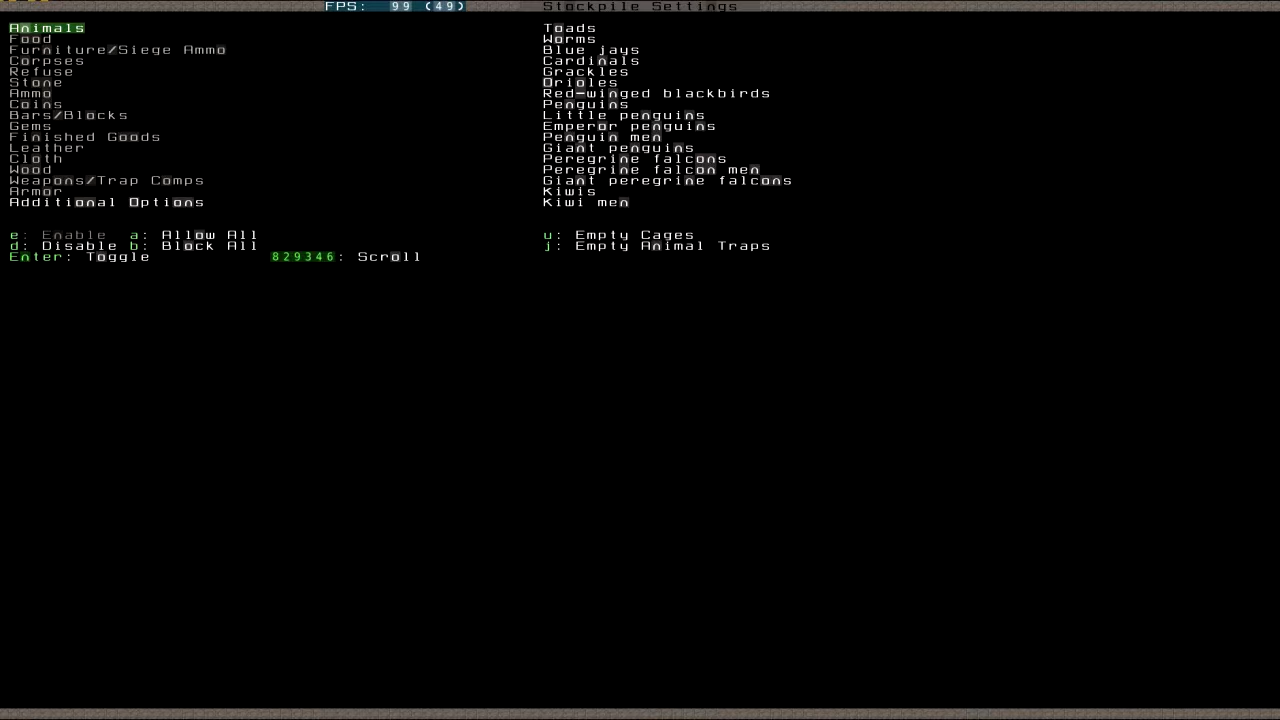 FPS: 99 (49) Stockpile Settings
Animals
Food
Furniture/Siege Ammo
Corpses
Refuse
Stone
Ammo
Coins
Bars/Blocks
Gems
Finished Goods
Leather
Cloth
Wood
Weapons/Trap Comps
Armor
Additional Options
Toads
Worms
Blue jays
Cardinals
Grackles
Orioles
Red-winged blackbirds
Penguins
Little penguins
Emperor penguins
Penguin men
Giant penguins
Peregrine falcons
Peregrine falcon men
Giant peregrine falcons
Kiwis
Kiwi men
e: Enable a: Allow All
d: Disable b: Block All
Enter: Toggle 829346: Scroll
u: Empty Cages
j: Empty Animal Traps